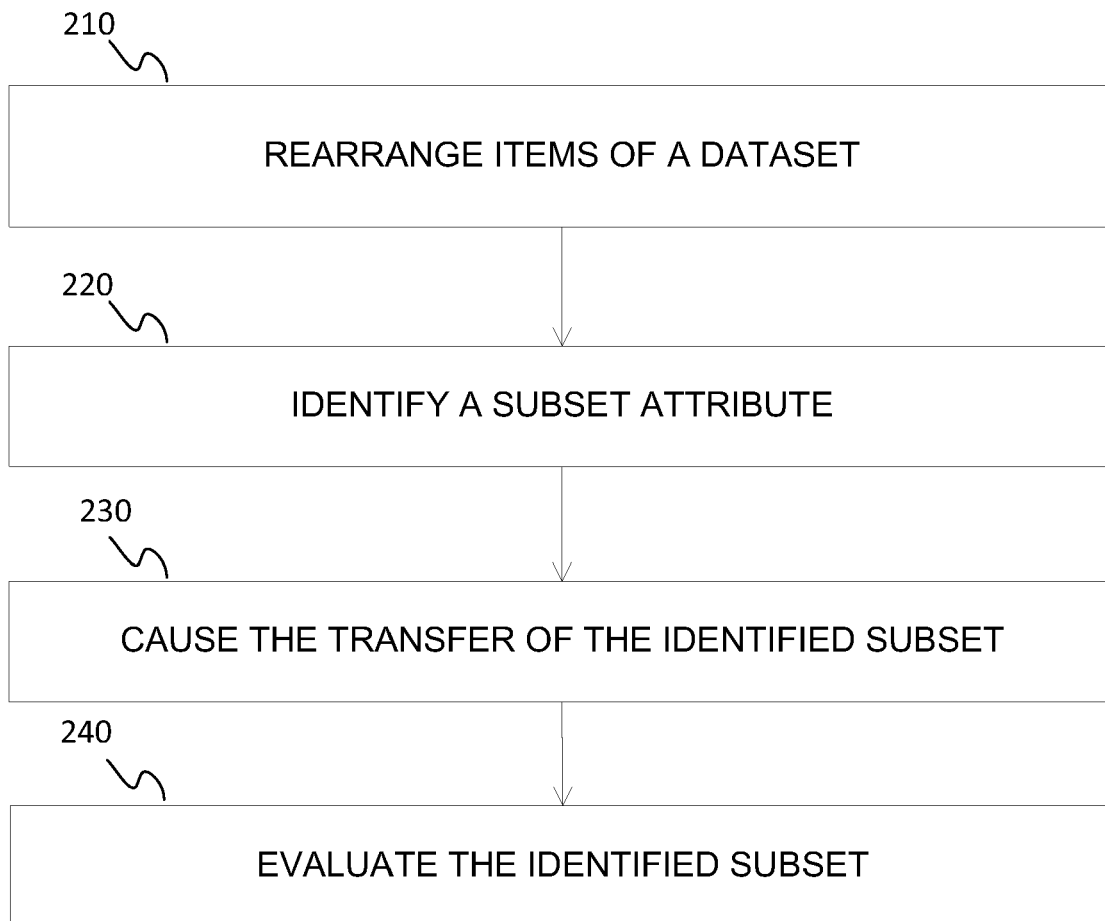 210
REARRANGE ITEMS OF A DATASET
220
IDENTIFY A SUBSET ATTRIBUTE
230
CAUSE THE TRANSFER OF THE IDENTIFIED SUBSET
240
EVALUATE THE IDENTIFIED SUBSET